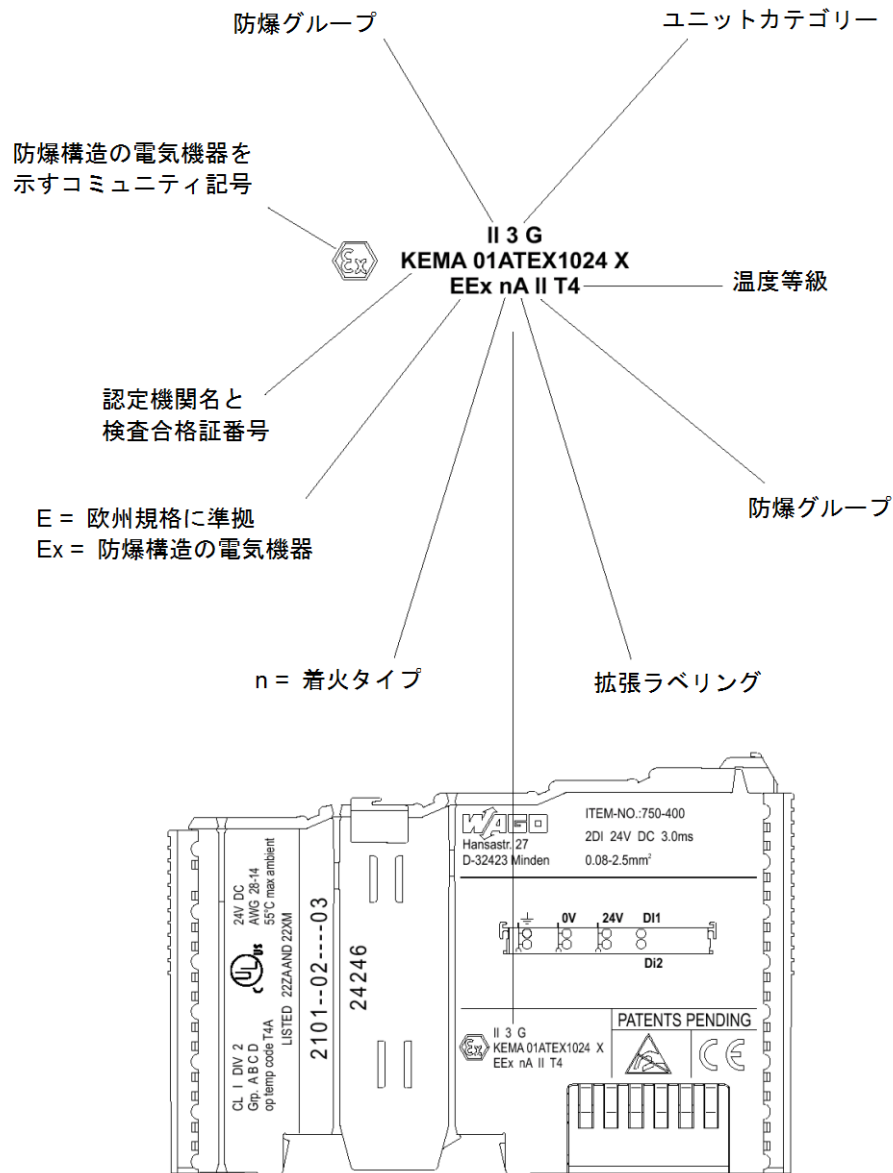 防爆グループ
ユニットカテゴリー
防爆構造の電気機器を
示すコミュニティ記号
II 3 G
Ex
KEMA 01ATEX1024 X
EEx nA II T4
温度等級
認定機関名と
検査合格証番号
E = 欧州規格に準拠
Ex = 防爆構造の電気機器
防爆グループ
n = 着火タイプ
拡張ラベリング
WAGO
Hansastr. 27
D-32423 Minden
ITEM-NO.:750-400
2DI 24V DC 3.0ms
0.08-2.5mm²
0V 24V DI1
Di2
24V DC
AWG 28-14
55°C max ambient
C UL US
LISTED 22ZA AND 22XM
CL I DIV 2
Grp. A B C D
op temp code T4A
2101--02----03
24246
II 3 G
Ex
KEMA 01ATEX1024 X
EEx nA II T4
PATENTS PENDING
CE